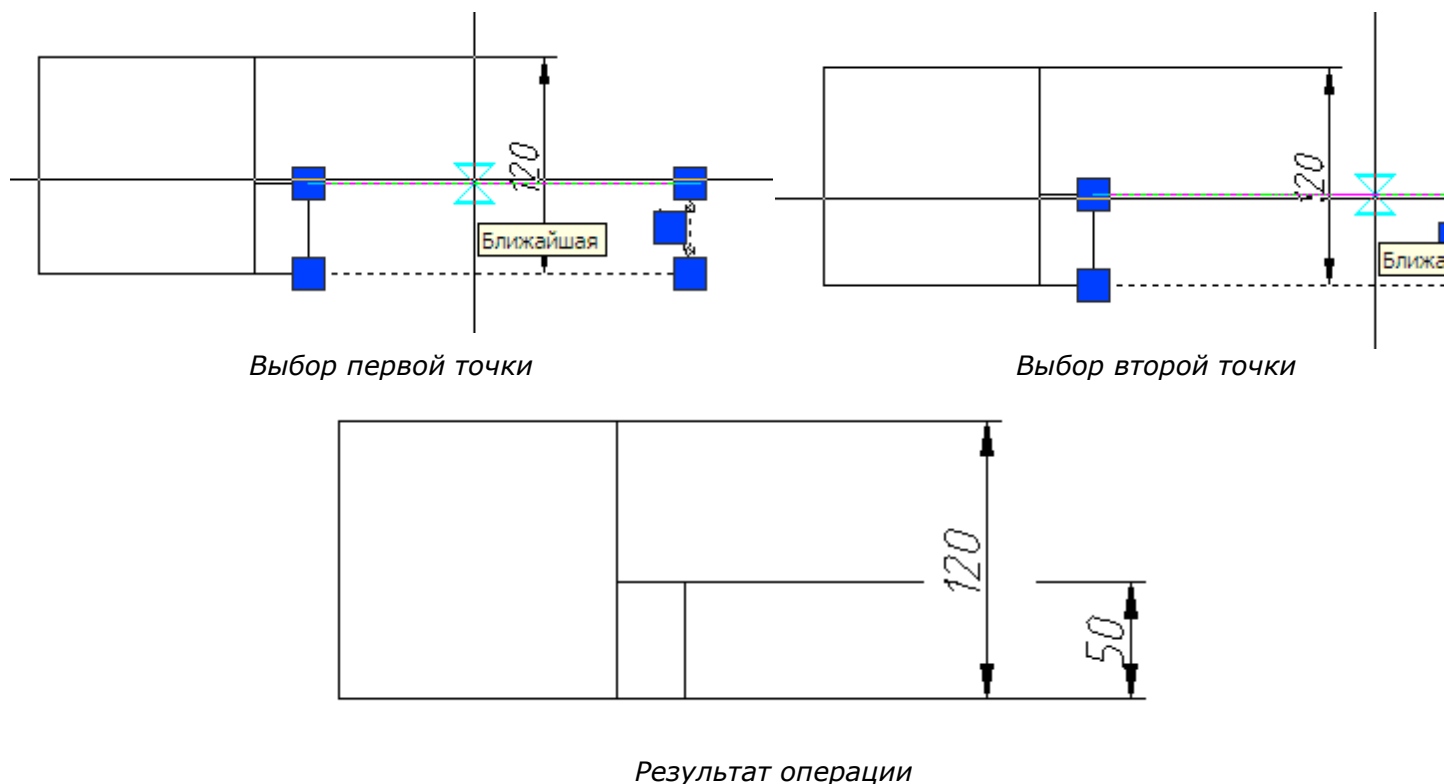 120
120
Ближайшая
Ближа
Выбор первой точки
Выбор второй точки
120
50
Результат операции